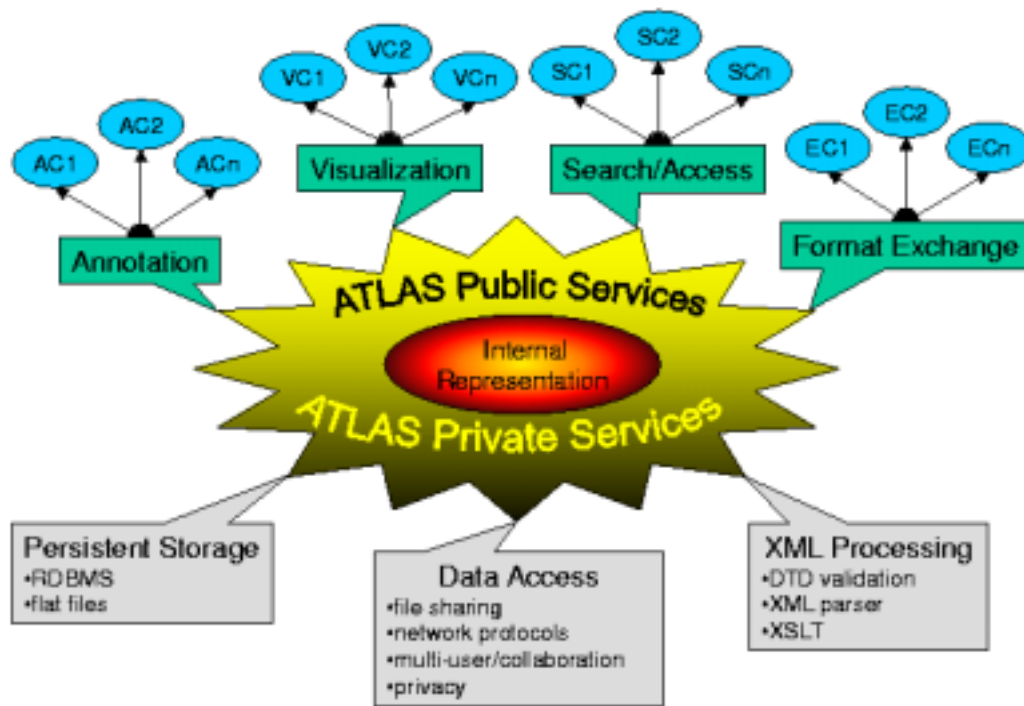 VC2
SC2
VC1
VCn
SC1
SCn
AC2
EC2
AC1
ACn
EC1
ECn
Visualization
Search/Access
Annotation
Format Exchange
ATLAS Public Services
Internal
Representation
ATLAS Private Services
Persistent Storage
•RDBMS
•flat files
Data Access
•file sharing
•network protocols
•multi-user/collaboration
•privacy
XML Processing
•DTD validation
•XML parser
•XSLT